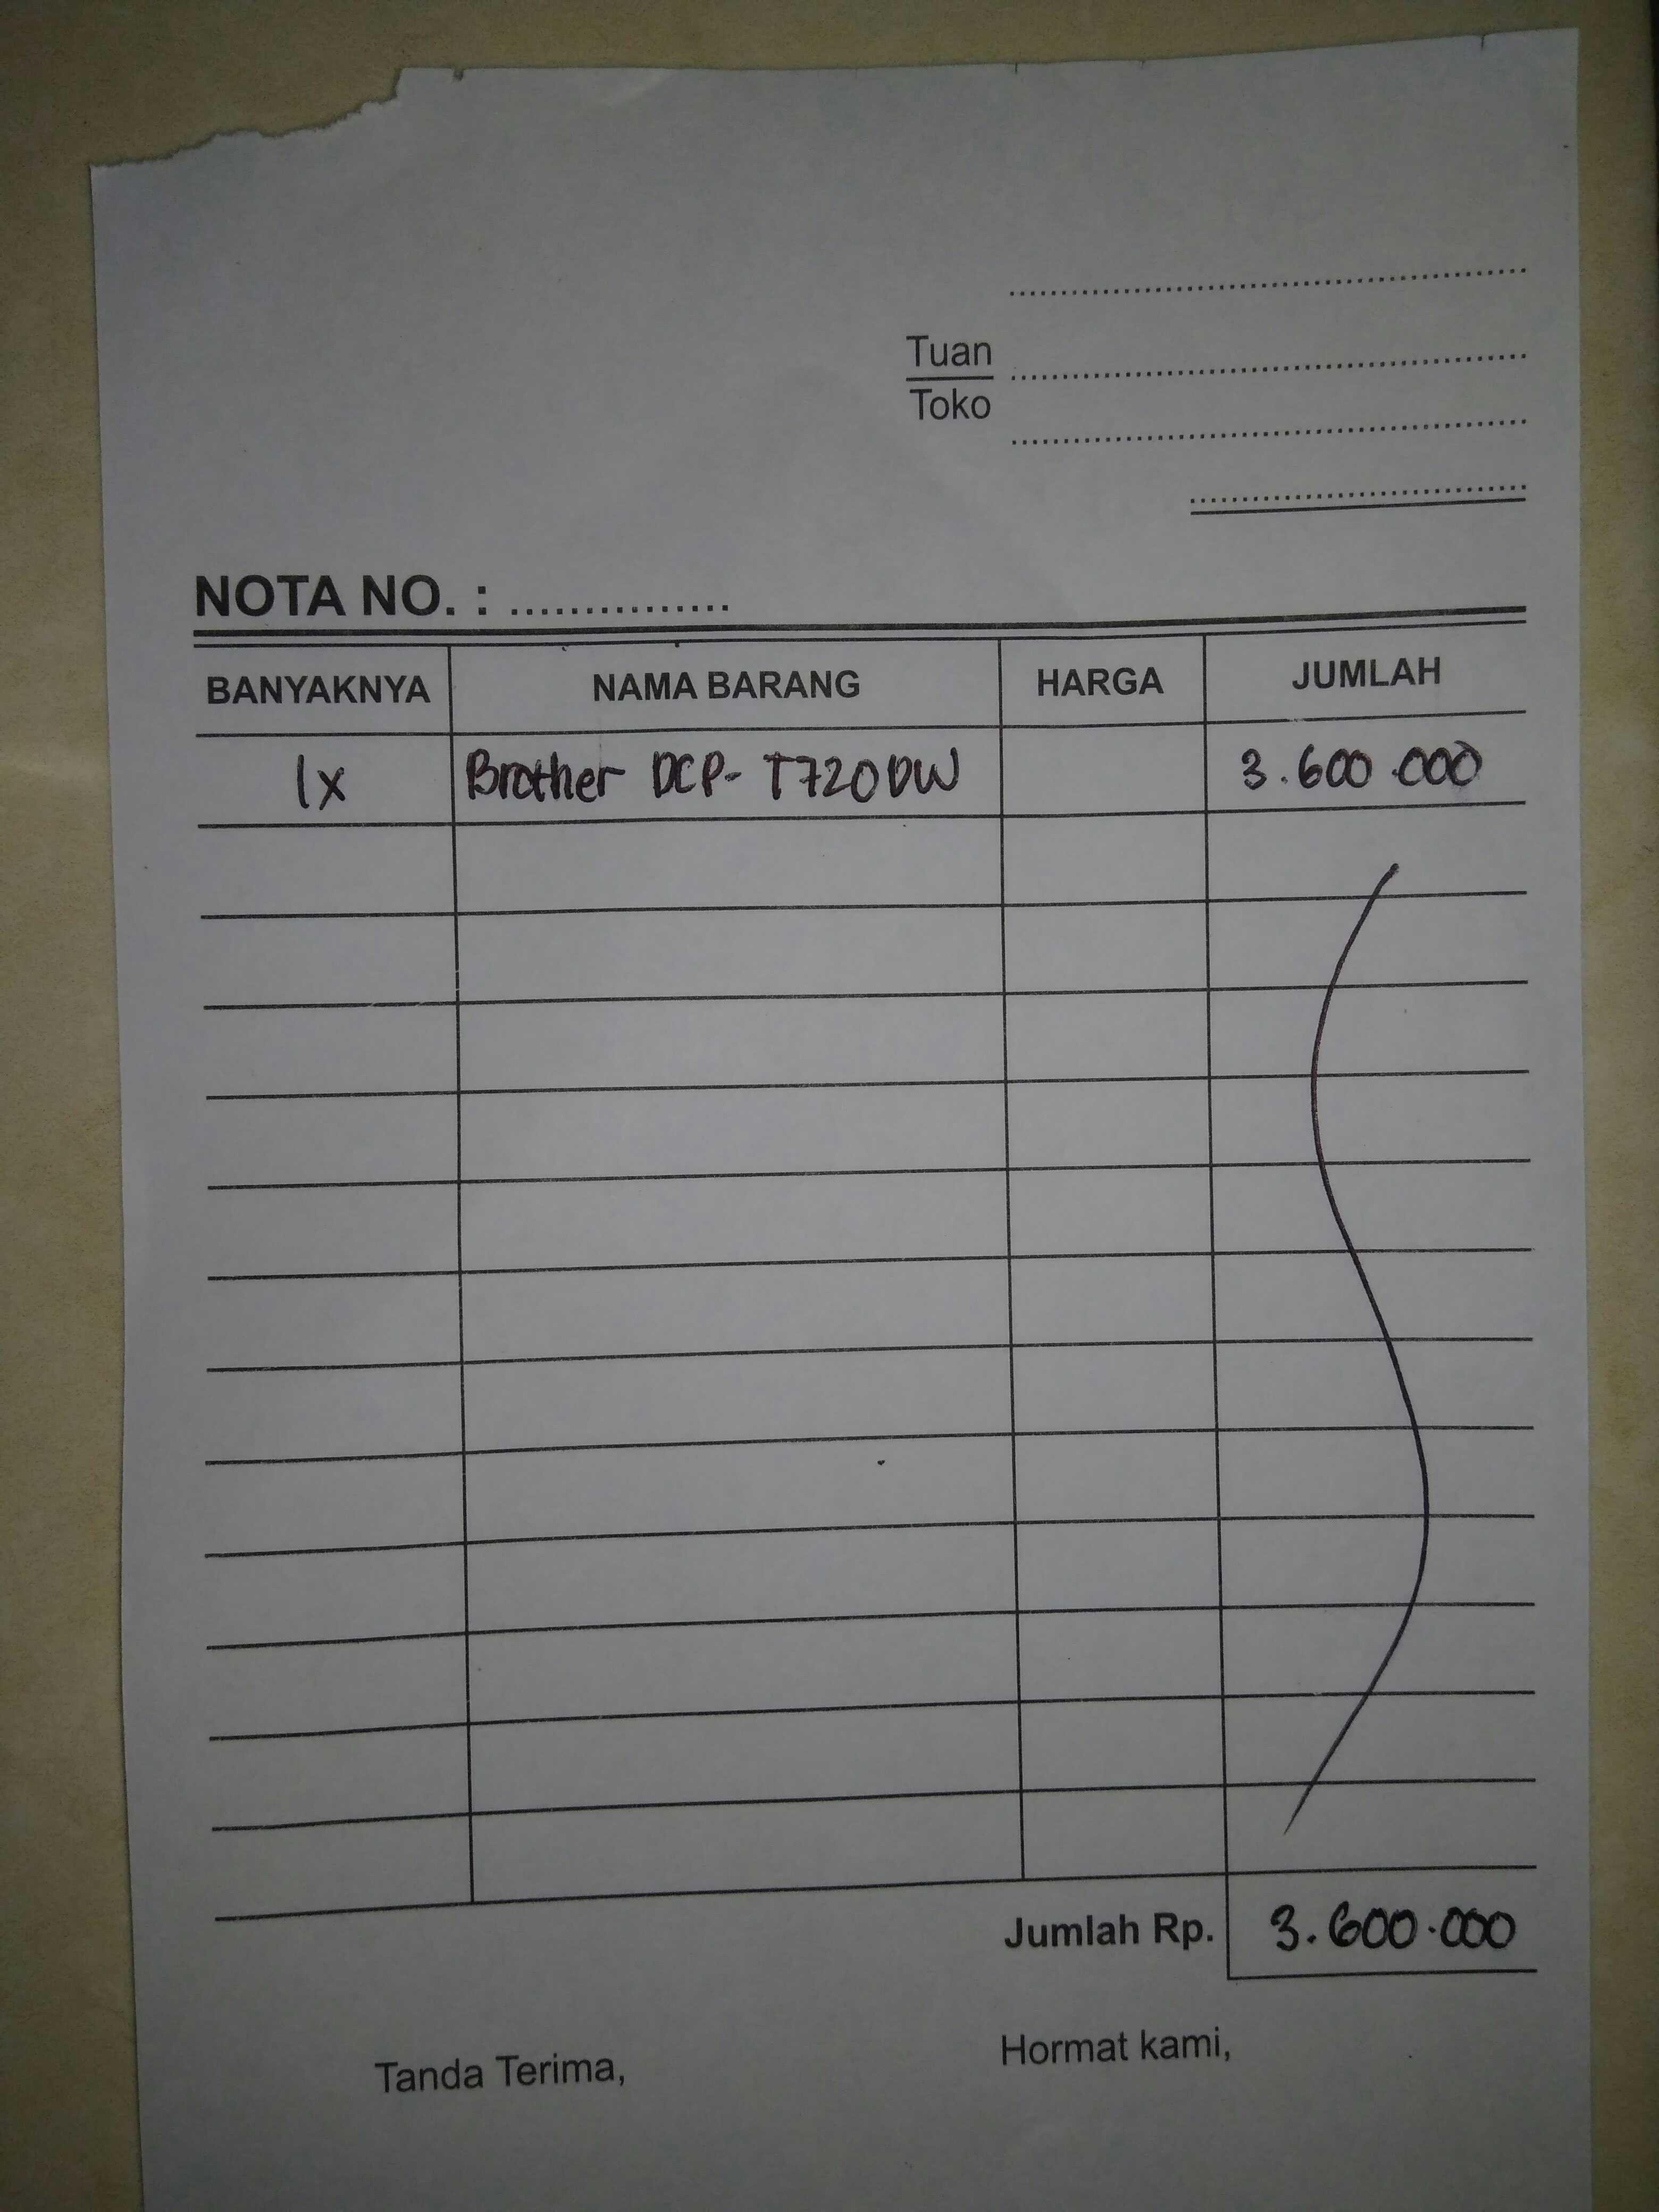 Tuan
Toko
NOTA NO. : ...............
BANYAKNYA NAMA BARANG HARGA JUMLAH
1x Brother DCP- T720DW 3.600.000
Jumlah Rp. 3.600.000
Tanda Terima, Hormat kami,